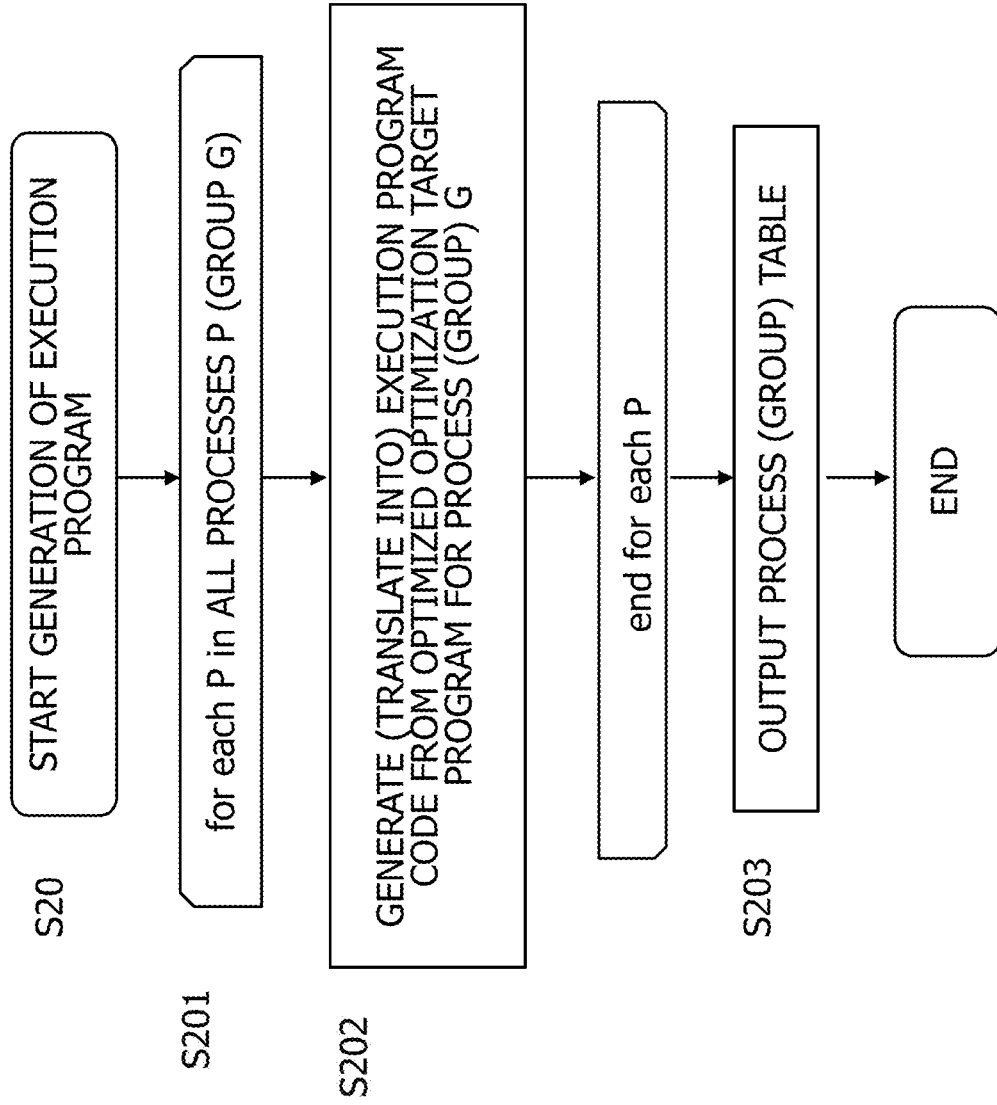 S20
START GENERATION OF EXECUTION
PROGRAM
S201
for each P in ALL PROCESSES P (GROUP G)
S202
GENERATE (TRANSLATE INTO) EXECUTION PROGRAM
CODE FROM OPTIMIZED OPTIMIZATION TARGET
PROGRAM FOR PROCESS (GROUP) G
end for each P
S203
OUTPUT PROCESS (GROUP) TABLE
END